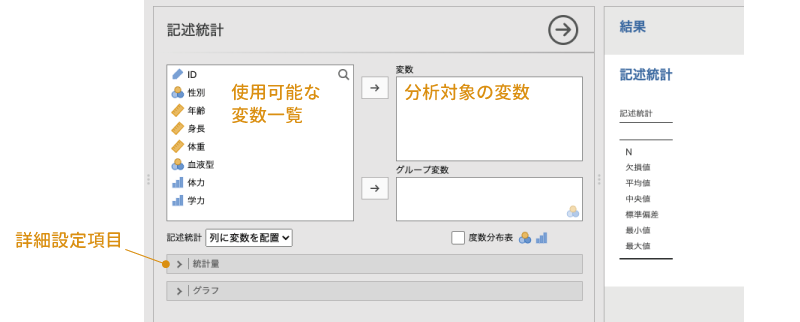 記述統計
ID
性別
年齢
身長
体重
血液型
体力
学力
使用可能な
変数一覧
変数
分析対象の変数
グループ変数
記述統計 列に変数を配置
度数分布表
詳細設定項目
統計量
グラフ
結果
記述統計
記述統計
N
欠損値
平均値
中央値
標準偏差
最小値
最大値